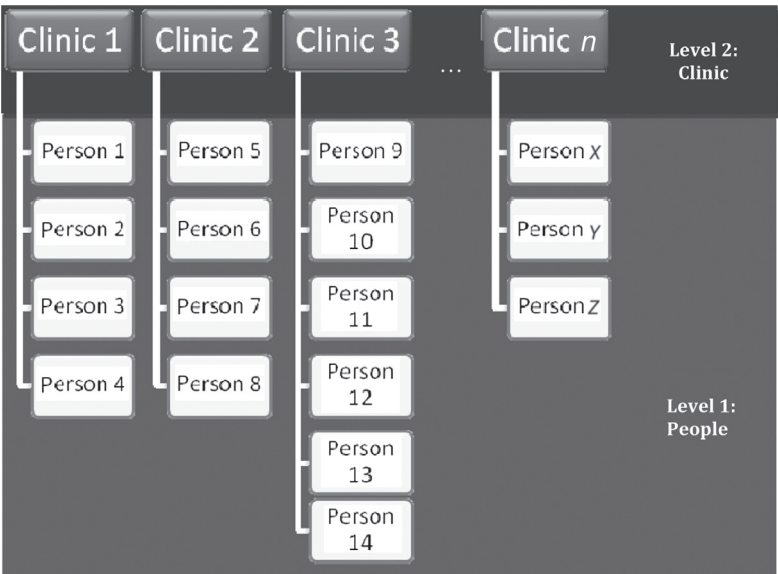 Clinic 1
Clinic 2
Clinic 3
...
Clinic n
Level 2:
Clinic
Person 1
Person 5
Person 9
Person X
Person 2
Person 6
Person
10
Person y
Person 3
Person 7
Person
11
Person Z
Person 4
Person 8
Person
12
Level 1:
People
Person
13
Person
14